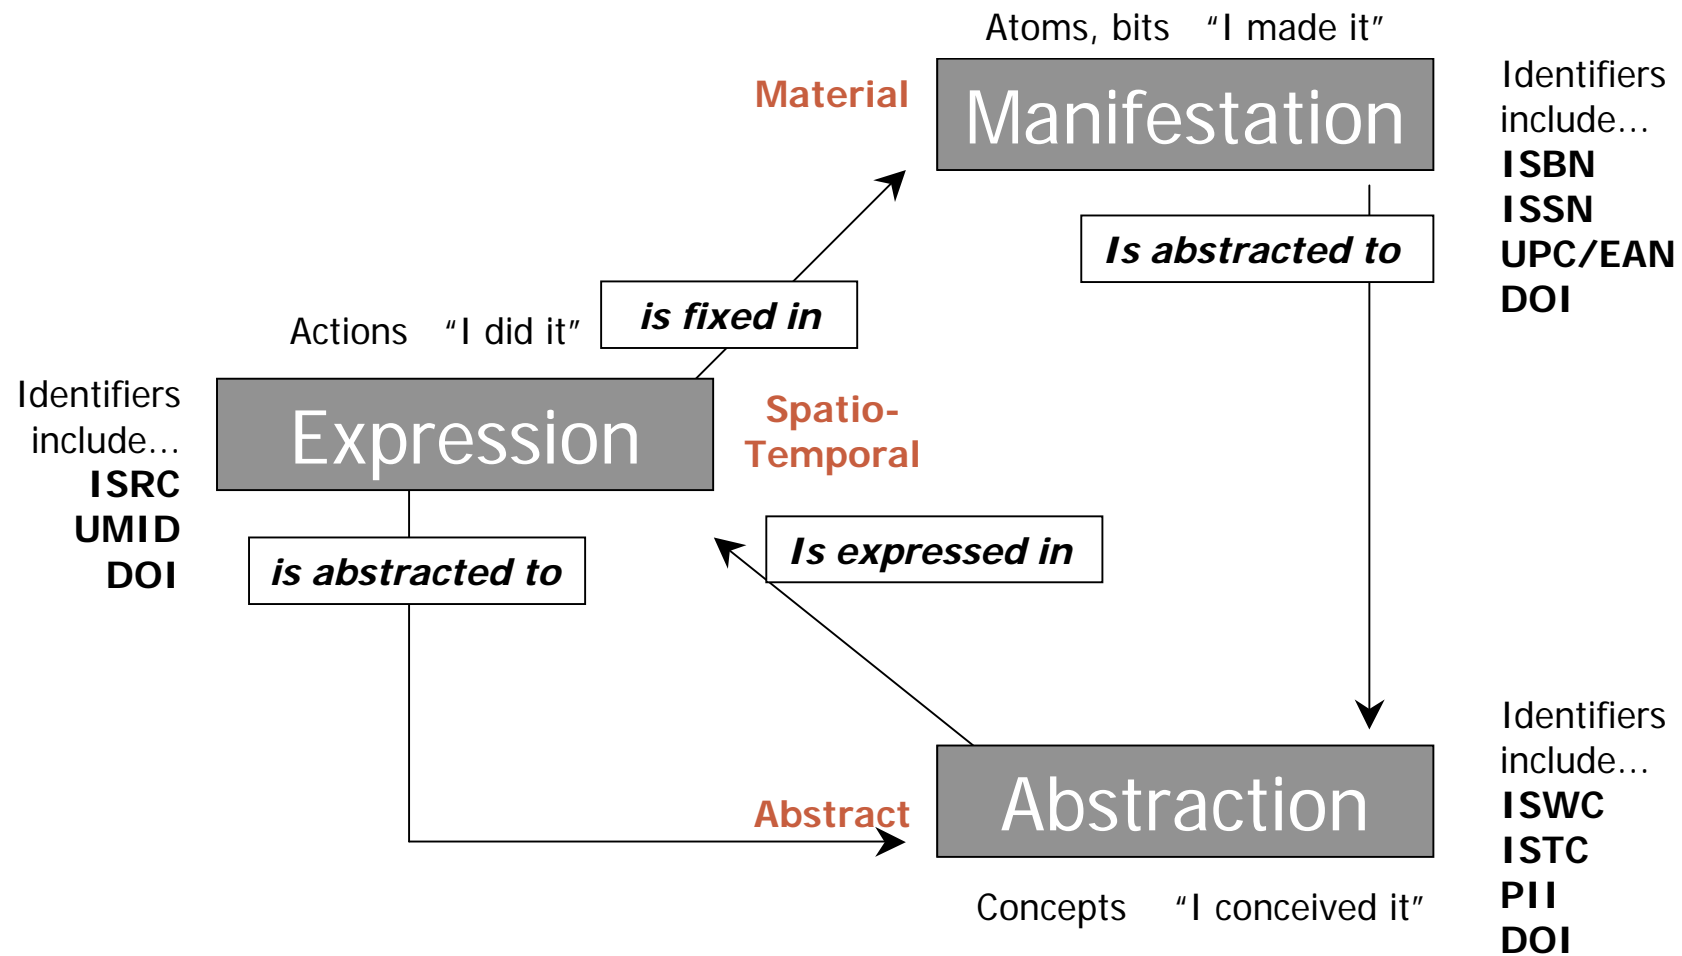 Atoms, bits “I made it”
Material
Manifestation
Identifiers
include...
ISBN
ISSN
UPC/EAN
DOI
Is abstracted to
is fixed in
Actions “I did it”
Identifiers
include...
ISRC
UMID
DOI
Expression
Spatio-
Temporal
is abstracted to
Is expressed in
Abstract
Abstraction
Identifiers
include...
ISWC
ISTC
PII
DOI
Concepts “I conceived it”